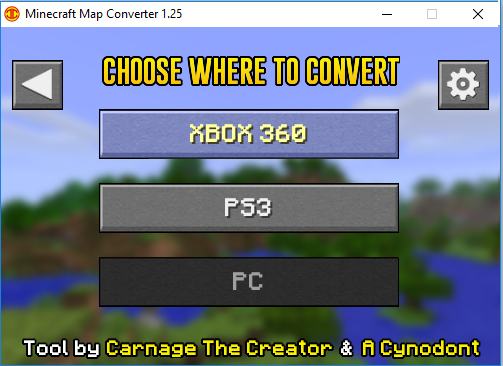 Minecraft Map Converter 1.25
CHOOSE WHERE TO CONVERT
XBOX 360
PS3
PC
Tool by Carnage The Creator & A Cynodont